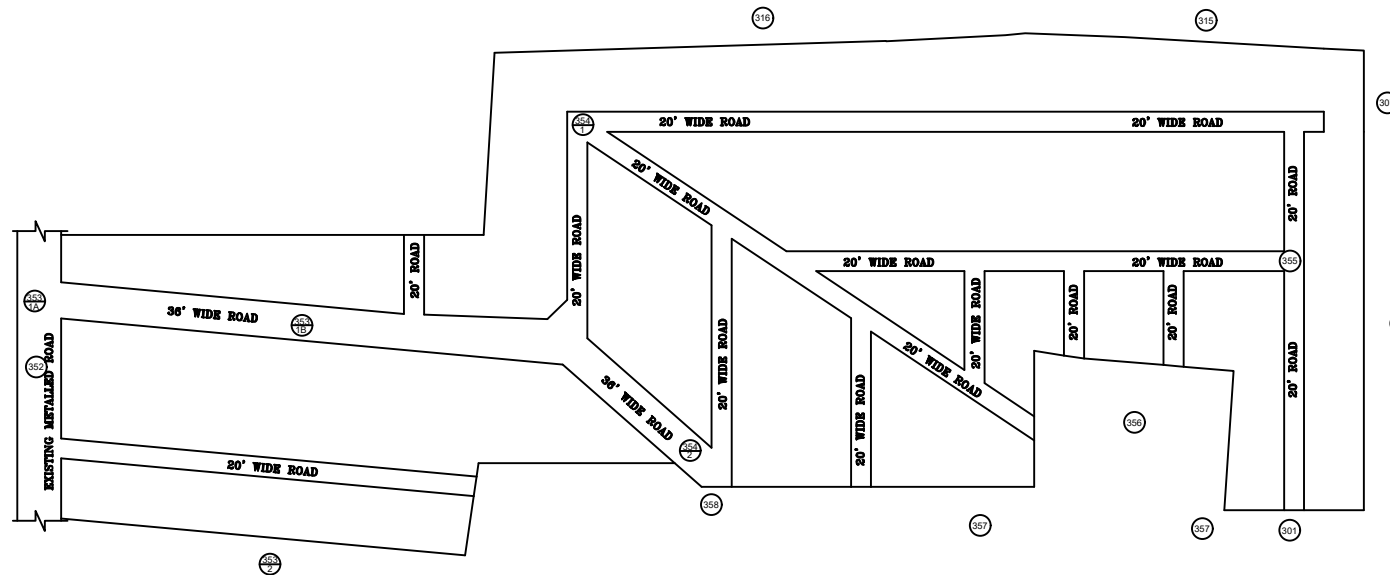 316
315
354
1
20' WIDE ROAD
20' WIDE ROAD
20' WIDE ROAD
20' ROAD
20' WIDE ROAD
20' ROAD
20' WIDE ROAD
20' WIDE ROAD
355
353
1A
36' WIDE ROAD
353
1B
20' WIDE ROAD
20' WIDE ROAD
20' ROAD
20' ROAD
352
EXISTING METALLED ROAD
20' WIDE ROAD
20' ROAD
36' WIDE ROAD
20' WIDE ROAD
356
354
2
20' WIDE ROAD
358
357
357
301
353
2